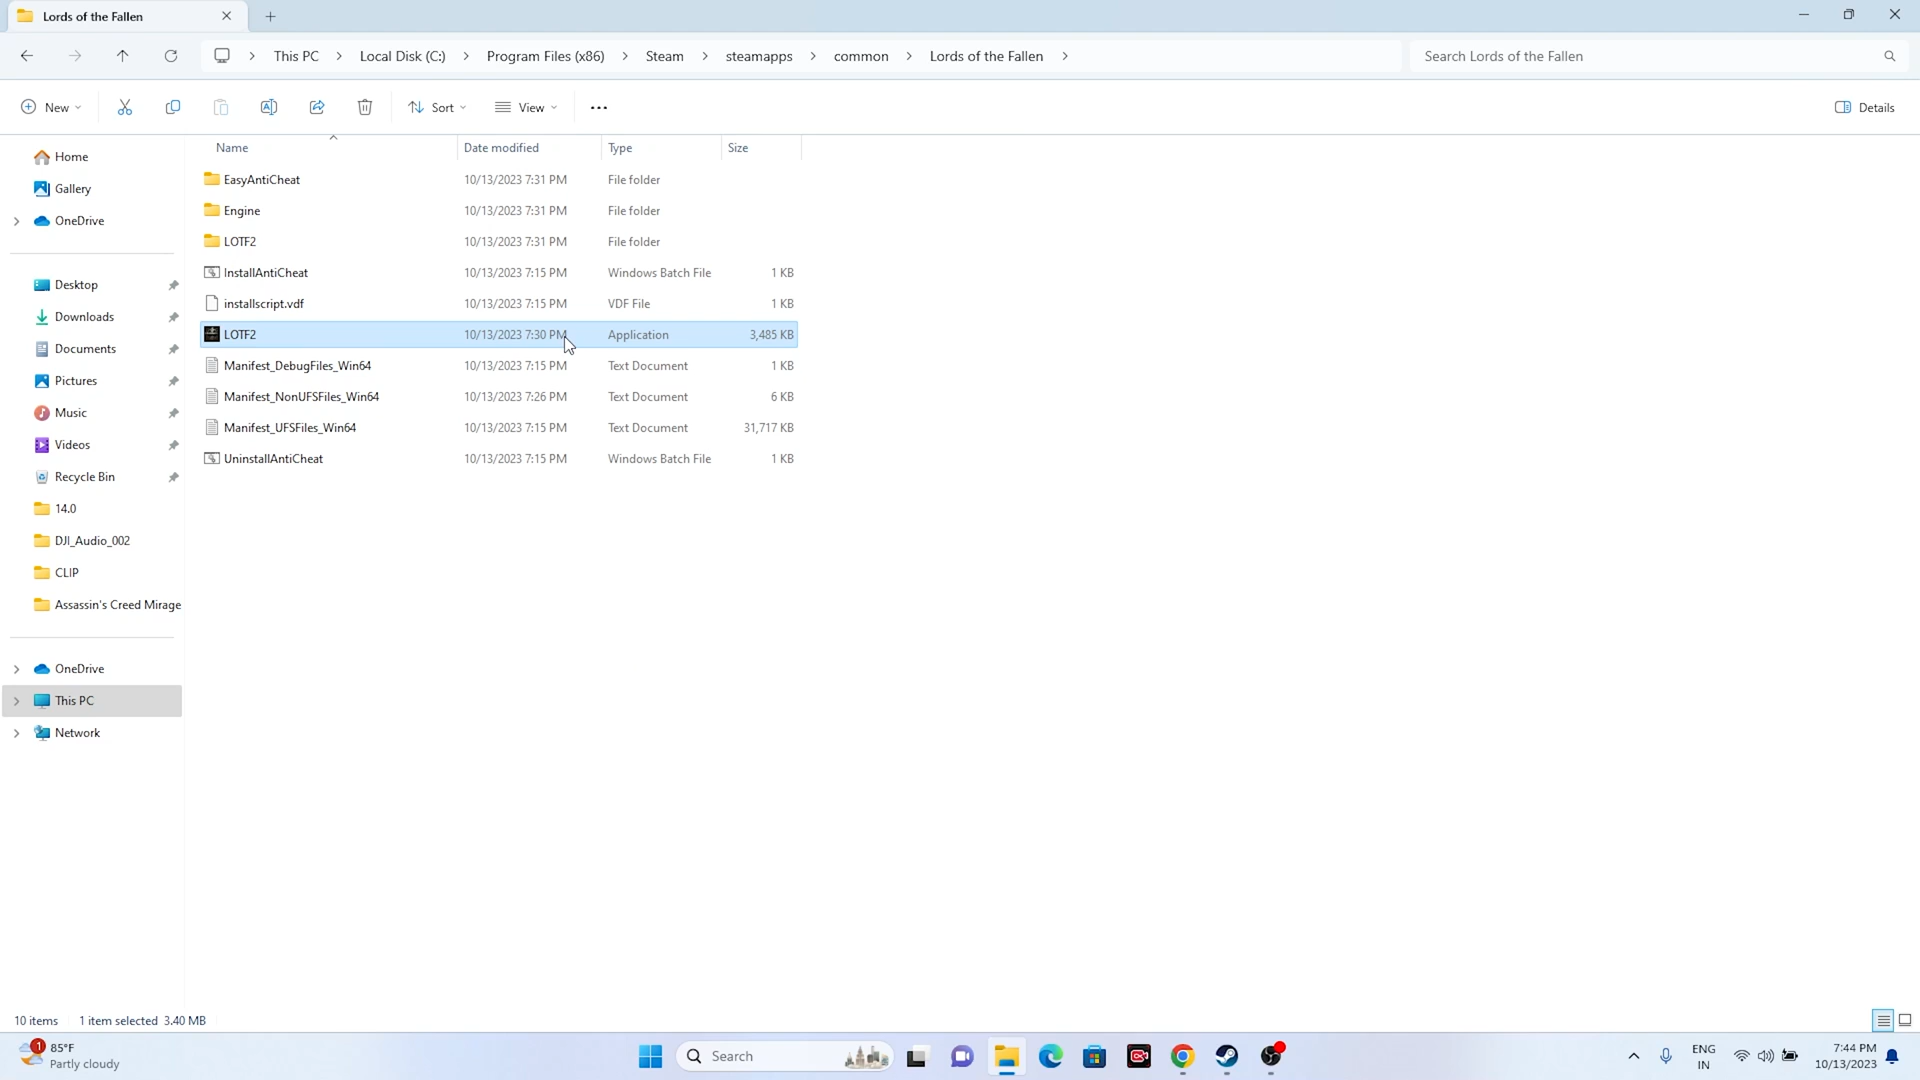 Lords of the Fallen
This PC > Local Disk (C:) > Program Files (x86) > Steam > steamapps > common > Lords of the Fallen >
Search Lords of the Fallen
New
Sort
View
Details
Name Date modified Type Size
EasyAntiCheat 10/13/2023 7:31 PM File folder
Engine 10/13/2023 7:31 PM File folder
LOTF2 10/13/2023 7:31 PM File folder
InstallAntiCheat 10/13/2023 7:15 PM Windows Batch File 1 KB
installscript.vdf 10/13/2023 7:15 PM VDF File 1 KB
LOTF2 10/13/2023 7:30 PM Application 3,485 KB
Manifest_DebugFiles_Win64 10/13/2023 7:15 PM Text Document 1 KB
Manifest_NonUFSFiles_Win64 10/13/2023 7:26 PM Text Document 6 KB
Manifest_UFSFiles_Win64 10/13/2023 7:15 PM Text Document 31,717 KB
UninstallAntiCheat 10/13/2023 7:15 PM Windows Batch File 1 KB
Home
Gallery
OneDrive
Desktop
Downloads
Documents
Pictures
Music
Videos
Recycle Bin
14.0
DJI_Audio_002
CLIP
Assassin's Creed Mirage
OneDrive
This PC
Network
10 items 1 item selected 3.40 MB
1
85°F
Partly cloudy
Search
ENG
IN
7:44 PM
10/13/2023